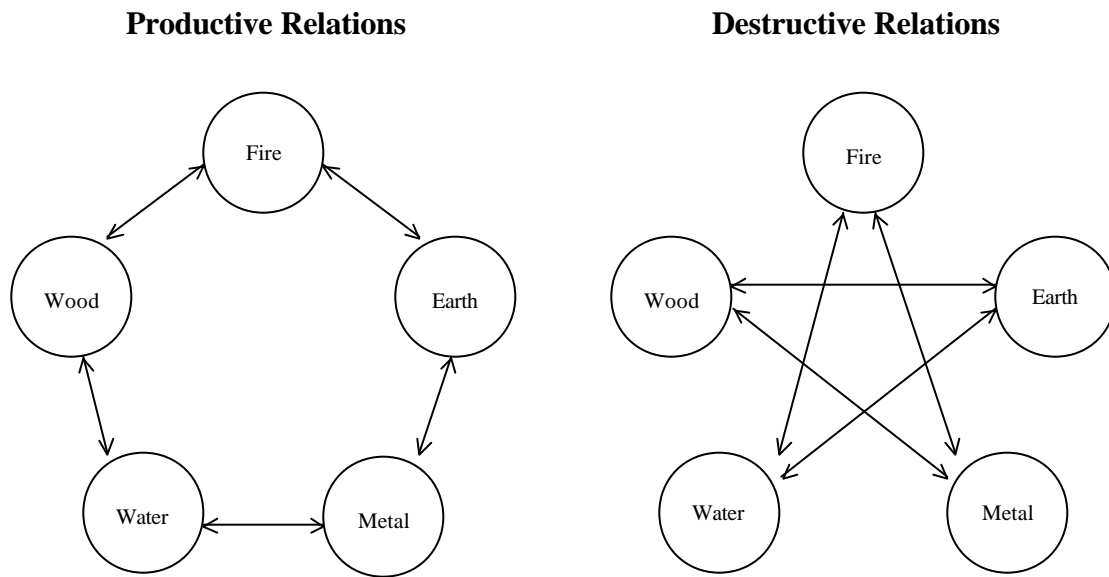 Productive Relations
Fire
Wood
Earth
Water
Metal
Destructive Relations
Fire
Wood
Earth
Water
Metal